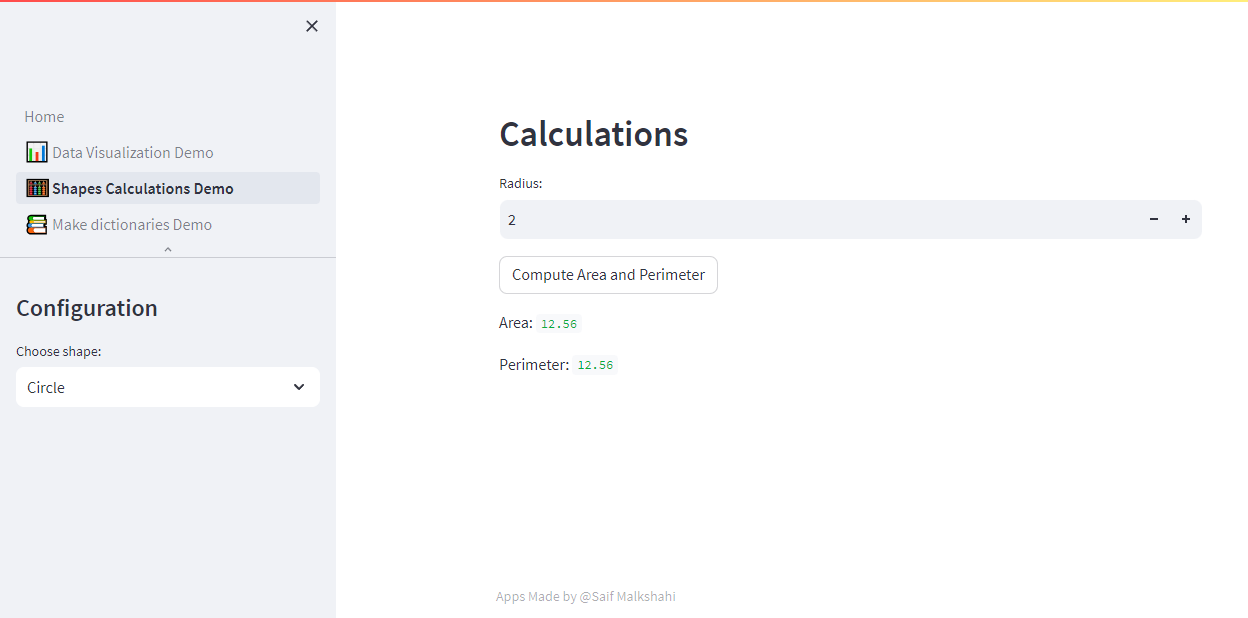 Home
Data Visualization Demo
Shapes Calculations Demo
Make dictionaries Demo
Configuration
Choose shape:
Circle
Calculations
Radius:
2
Compute Area and Perimeter
Area: 12.56
Perimeter: 12.56
Apps Made by @Saif Malkshahi